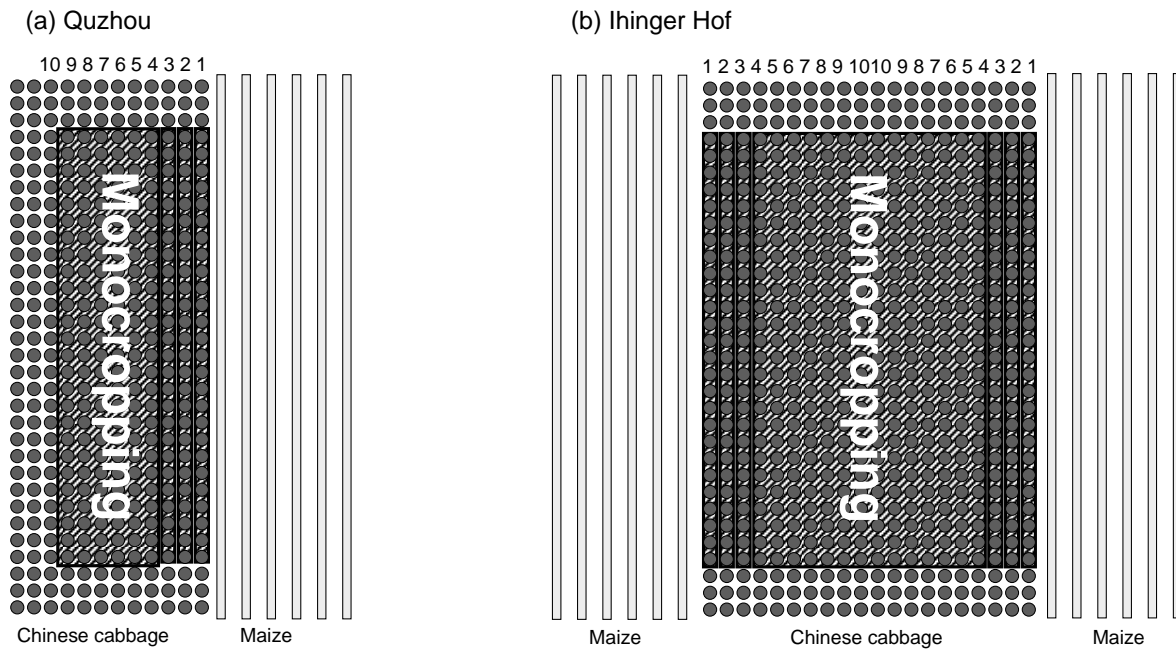 (a) Quzhou
(b) Ihinger Hof
10 9 8 7 6 5 4 3 2 1
1 2 3 4 5 6 7 8 9 10 10 9 8 7 6 5 4 3 2 1
Monocropping
Monocropping
Chinese cabbage
Maize
Maize
Chinese cabbage
Maize